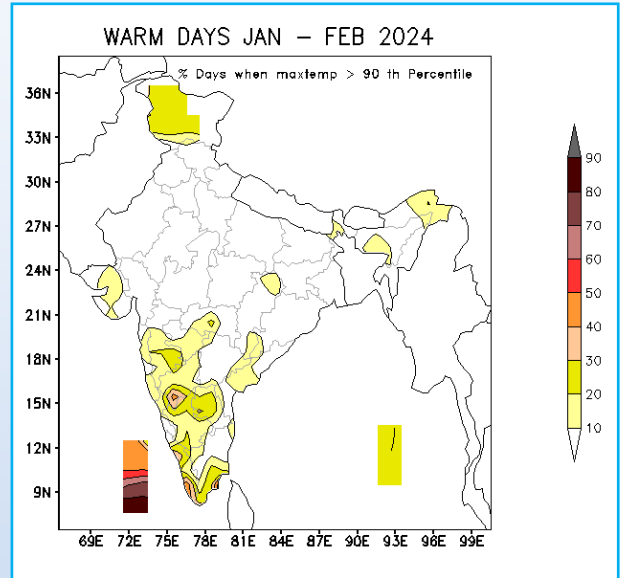 WARM DAYS JAN – FEB 2024
% Days when maxtemp > 90 th Percentile
36N
33N
30N
27N
24N
21N
18N
15N
12N
9N
69E 72E 75E 78E 81E 84E 87E 90E 93E 96E 99E
90
80
70
60
50
40
30
20
10